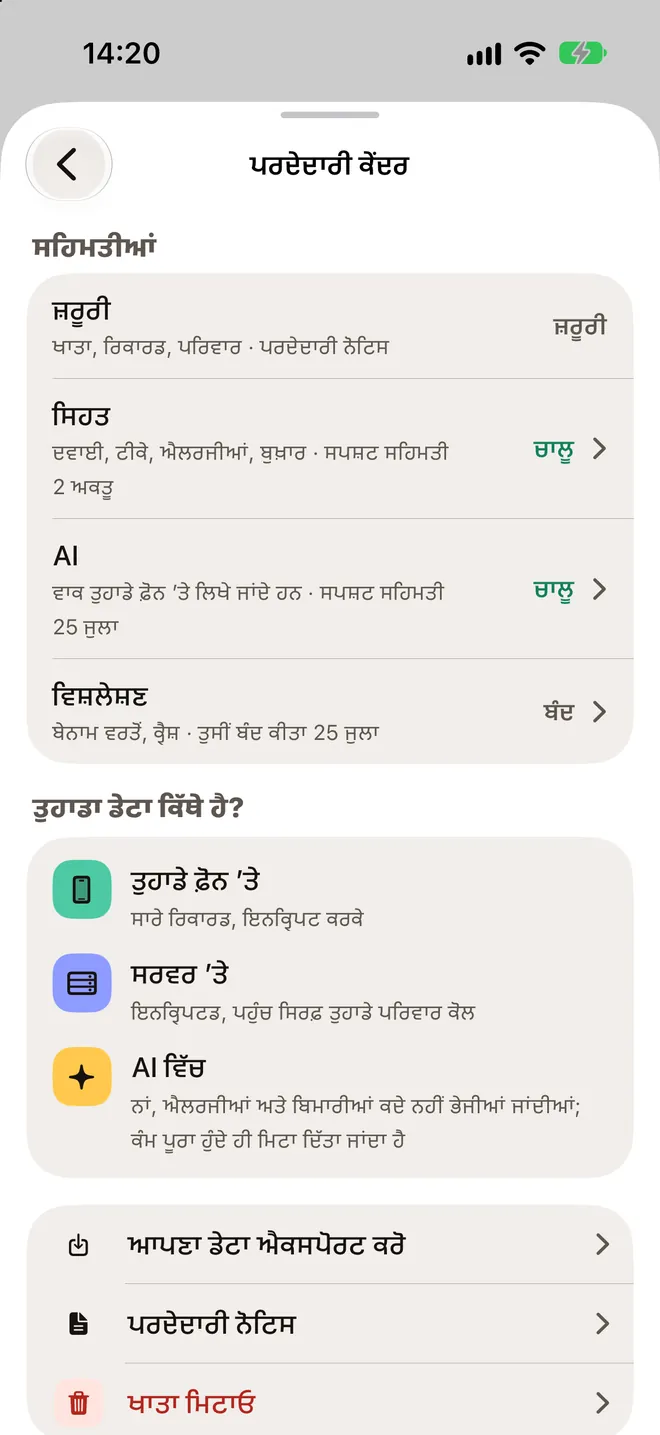 14:20
ਪਰਦੇਦਾਰੀ ਕੇਂਦਰ
ਸਹਿਮਤੀਆਂ
ਜ਼ਰੂਰੀ
ਖਾਤਾ, ਰਿਕਾਰਡ, ਪਰਿਵਾਰ · ਪਰਦੇਦਾਰੀ ਨੋਟਿਸ
ਜ਼ਰੂਰੀ
ਸਿਹਤ
ਦਵਾਈ, ਟੀਕੇ, ਐਲਰਜੀਆਂ, ਬੁਖ਼ਾਰ · ਸਪਸ਼ਟ ਸਹਿਮਤੀ
2 ਅਕਤੂ
ਚਾਲੂ
AI
ਵਾਕ ਤੁਹਾਡੇ ਫ਼ੋਨ ’ਤੇ ਲਿਖੇ ਜਾਂਦੇ ਹਨ · ਸਪਸ਼ਟ ਸਹਿਮਤੀ
25 ਜੁਲਾ
ਚਾਲੂ
ਵਿਸ਼ਲੇਸ਼ਣ
ਬੇਨਾਮ ਵਰਤੋਂ, ਕ੍ਰੈਸ਼ · ਤੁਸੀਂ ਬੰਦ ਕੀਤਾ 25 ਜੁਲਾ
ਬੰਦ
ਤੁਹਾਡਾ ਡੇਟਾ ਕਿੱਥੇ ਹੈ?
ਤੁਹਾਡੇ ਫ਼ੋਨ ’ਤੇ
ਸਾਰੇ ਰਿਕਾਰਡ, ਇਨਕ੍ਰਿਪਟ ਕਰਕੇ
ਸਰਵਰ ’ਤੇ
ਇਨਕ੍ਰਿਪਟਡ, ਪਹੁੰਚ ਸਿਰਫ਼ ਤੁਹਾਡੇ ਪਰਿਵਾਰ ਕੋਲ
AI ਵਿੱਚ
ਨਾਂ, ਐਲਰਜੀਆਂ ਅਤੇ ਬਿਮਾਰੀਆਂ ਕਦੇ ਨਹੀਂ ਭੇਜੀਆਂ ਜਾਂਦੀਆਂ;
ਕੰਮ ਪੂਰਾ ਹੁੰਦੇ ਹੀ ਮਿਟਾ ਦਿੱਤਾ ਜਾਂਦਾ ਹੈ
ਆਪਣਾ ਡੇਟਾ ਐਕਸਪੋਰਟ ਕਰੋ
ਪਰਦੇਦਾਰੀ ਨੋਟਿਸ
ਖਾਤਾ ਮਿਟਾਓ